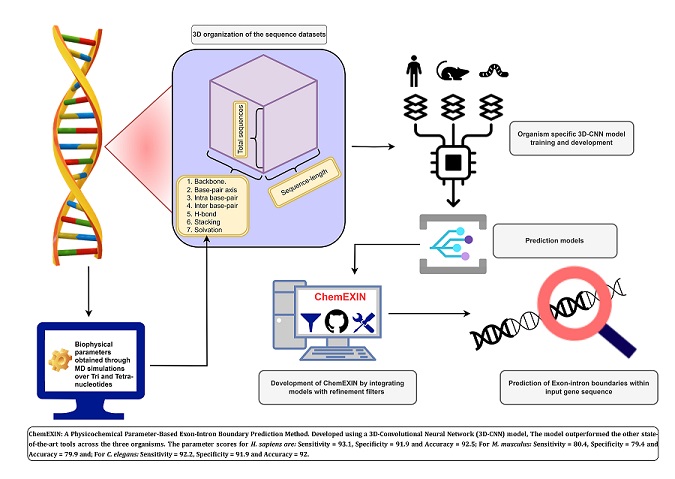 3D organization of the sequence datasets
Total sequences
Sequence-length
1. Backbone.
2. Base-pair axis
3. Intra base-pair
4. Inter base-pair
5. H-bond
6. Stacking
7. Solvation
Organism specific 3D-CNN model
training and development
Prediction models
ChemEXIN
Biophysical
parameters
obtained through
MD simulations
over Tri and Tetra-
nucleotides
Development of ChemEXIN by integrating
models with refinement filters
Prediction of Exon-intron boundaries within
input gene sequence
ChemEXIN: A Physicochemical Parameter-Based Exon-Intron Boundary Prediction Method. Developed using a 3D-Convolutional Neural Network (3D-CNN) model, The model outperformed the other state-
of-the-art tools across the three organisms. The parameter scores for H. sapiens are: Sensitivity = 93.1, Specificity = 91.9 and Accuracy = 92.5; For M. musculus: Sensitivity = 80.4, Specificity = 79.4 and
Accuracy = 79.9 and; For C. elegans: Sensitivity = 92.2, Specificity = 91.9 and Accuracy = 92.